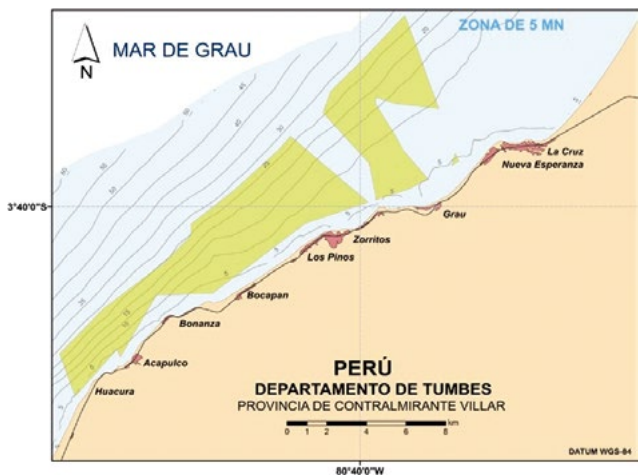 ZONA DE 5 MN
MAR DE GRAU
N
La Cruz
Nueva Esperanza
3°40'0"S
Grau
Zorritos
Los Pinos
Bocapan
Bonanza
Acapulco
Huacura
PERÚ
DEPARTAMENTO DE TUMBES
PROVINCIA DE CONTRALMIRANTE VILLAR
km
0 1 2 4 6 8
DATUM WGS-84
80°40'0"W